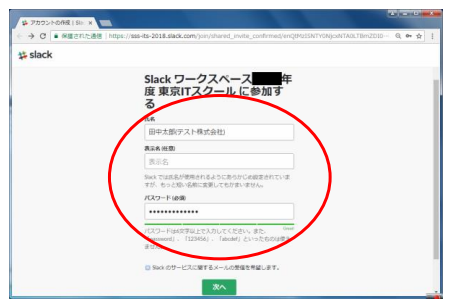 アカウントの作成 | Slac
保護された通信 | https://sss-its-2018.slack.com/join/shared_invite_confirmed/
slack
Slack ワークスペース 年
度 東京ITスクール に参加す
る
氏名
田中太郎(テスト株式会社)
表示名 (任意)
表示名
Slack では氏名が使用されるようにあらかじめ設定されていま
すが、もっと短い名前に変更してもかまいません。
パスワード (必須)
•••••••••••••
パスワードは6文字以上で入力してください。また、
「password」、「123456」、「abcdef」といったものは使え
ません。
Slack のサービスに関するメールの受信を希望します。
次へ